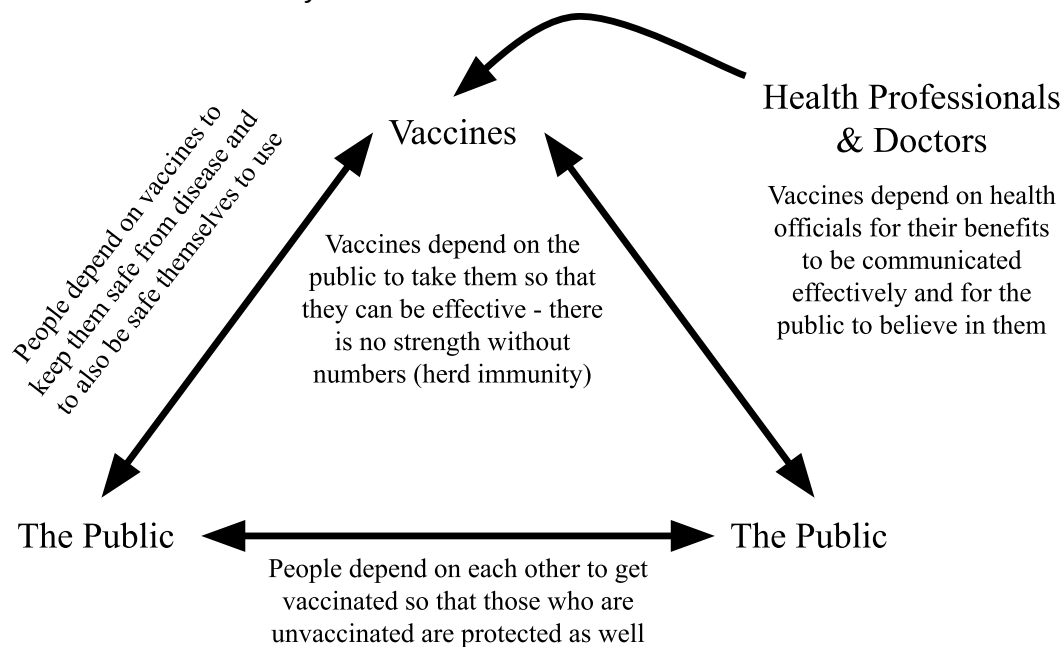 Vaccines
Health Professionals
& Doctors
Vaccines depend on health
officials for their benefits
to be communicated
effectively and for the
public to believe in them
People depend on vaccines to
keep them safe from disease and
to also be safe themselves to use
Vaccines depend on the
public to take them so that
they can be effective - there
is no strength without
numbers (herd immunity)
The Public
The Public
People depend on each other to get
vaccinated so that those who are
unvaccinated are protected as well